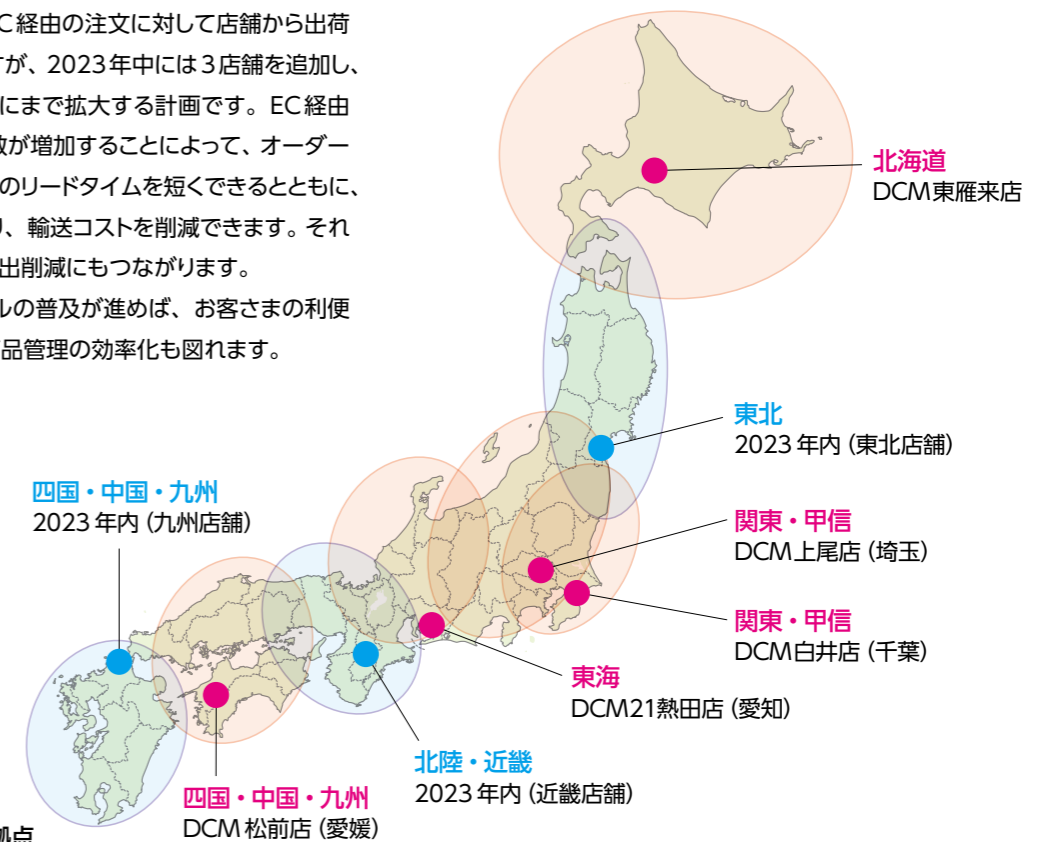 C経由の注文に対して店舗から出荷
すが、2023年中には3店舗を追加し、
にまで拡大する計画です。EC経由
数が増加することによって、オーダー
のリードタイムを短くできるとともに、
り、輸送コストを削減できます。それ
出削減にもつながります。
ルの普及が進めば、お客さまの利便
品管理の効率化も図れます。
北海道
DCM東雁来店
東北
2023年内（東北店舗）
四国・中国・九州
2023年内（九州店舗）
関東・甲信
DCM上尾店（埼玉）
関東・甲信
DCM白井店（千葉）
東海
DCM21熱田店（愛知）
北陸・近畿
2023年内（近畿店舗）
四国・中国・九州
DCM松前店（愛媛）
拠点